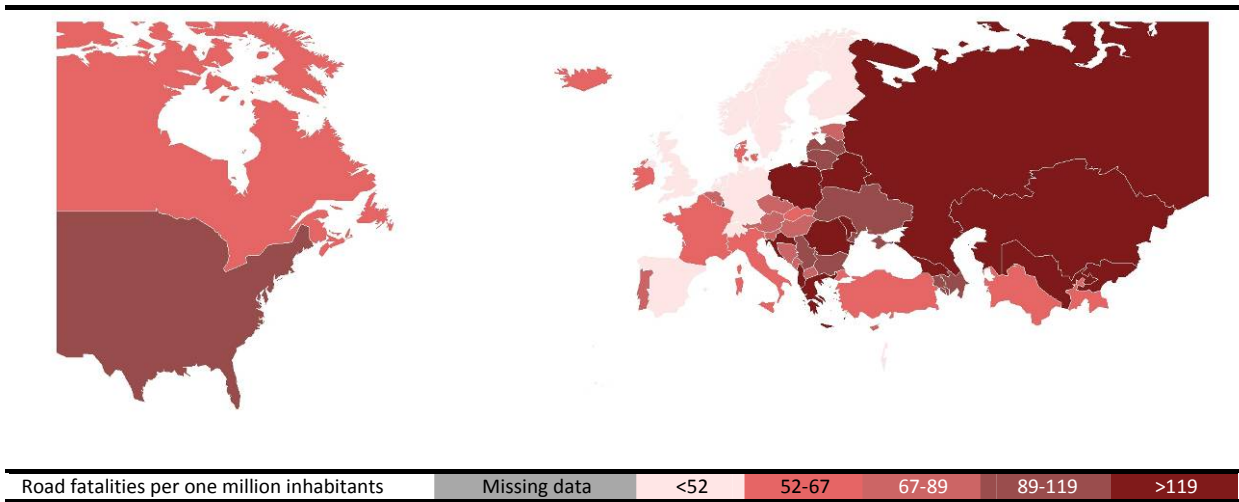 Road fatalities per one million inhabitants Missing data <52 52-67 67-89 89-119 >119